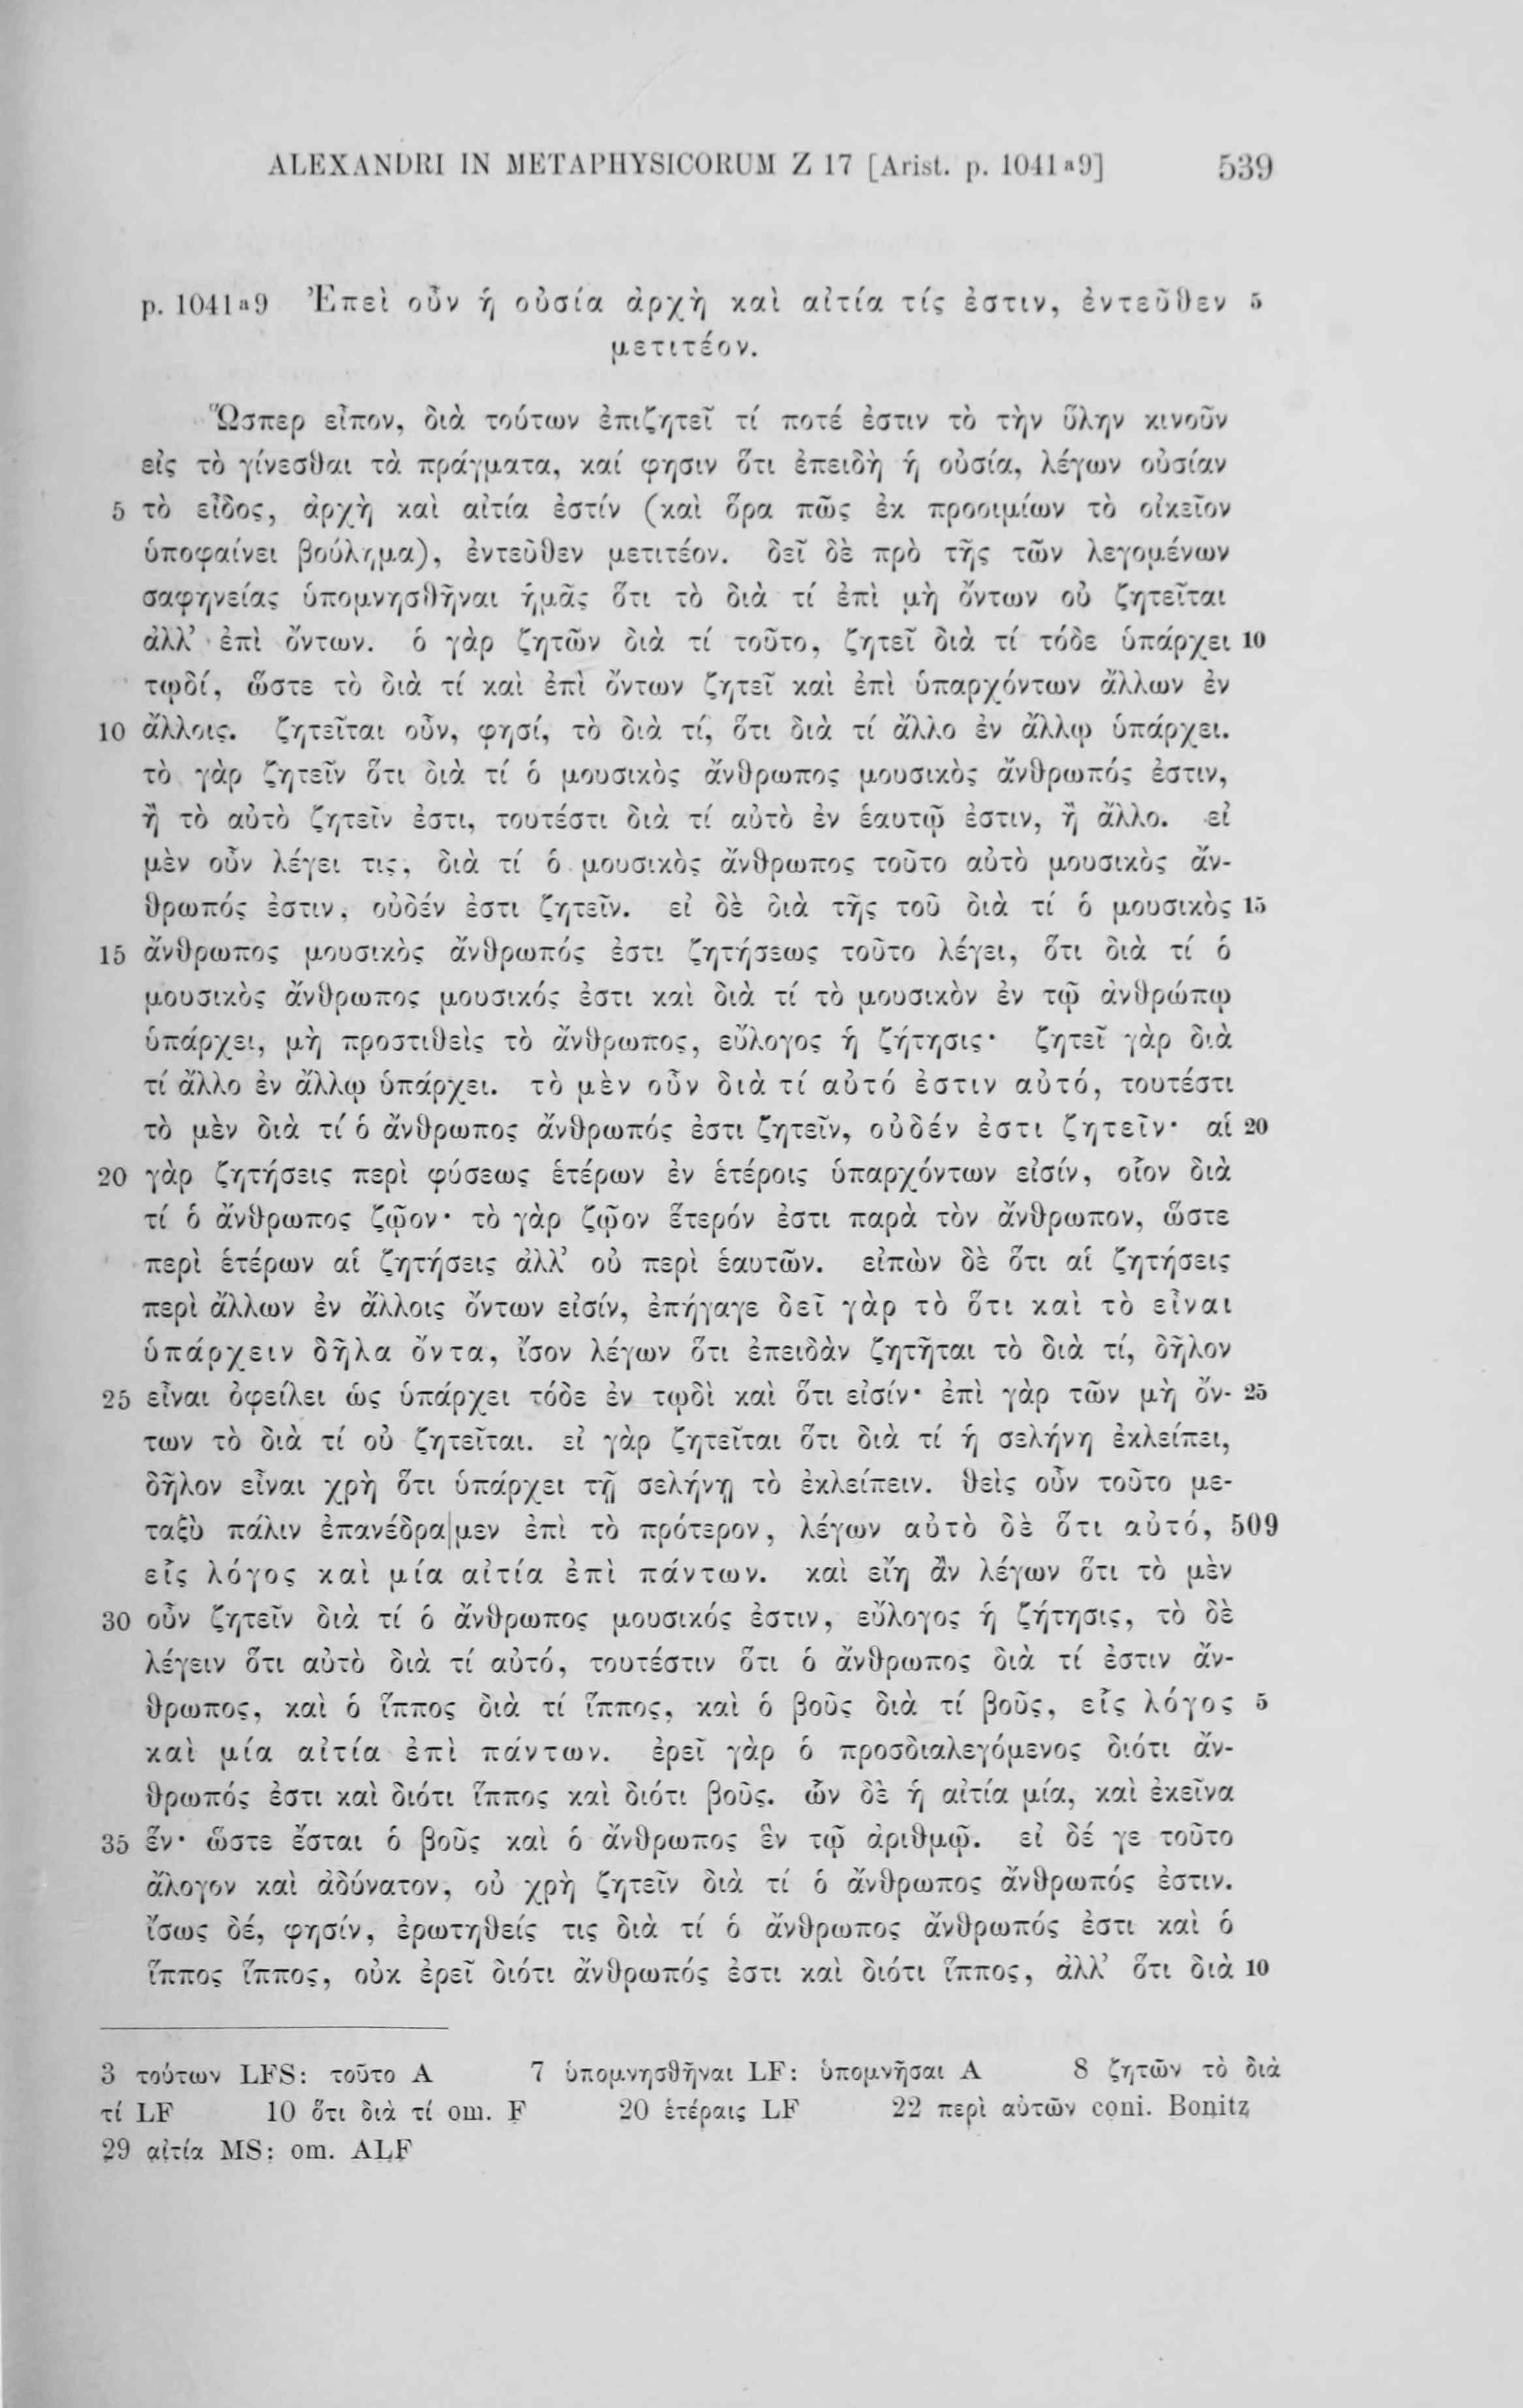 ALEXANDRI IN METAPHYSICORUM Z 17 [Arist. p. 1041 a 9] 539
p. 1041 a 9 Ἐπεὶ οὖν ἡ οὐσία ἀρχὴ καὶ αἰτία τίς ἐστιν, ἐντεῦθεν 5
μετιτέον.
Ὥσπερ εἶπον, διὰ τούτων ἐπιζητεῖ τί ποτέ ἐστιν τὸ τὴν ὕλην κινοῦν
εἰς τὸ γίνεσθαι τὰ πράγματα, καί φησιν ὅτι ἐπειδὴ ἡ οὐσία, λέγων οὐσίαν
5 τὸ εἶδος, ἀρχὴ καὶ αἰτία ἐστίν (καὶ ὅρα πῶς ἐκ προοιμίων τὸ οἰκεῖον
ὑποφαίνει βούλημα), ἐντεῦθεν μετιτέον. δεῖ δὲ πρὸ τῆς τῶν λεγομένων
σαφηνείας ὑπομνησθῆναι ἡμᾶς ὅτι τὸ διὰ τί ἐπὶ μὴ ὄντων οὐ ζητεῖται
ἀλλ’ ἐπὶ ὄντων. ὁ γὰρ ζητῶν διὰ τί τοῦτο, ζητεῖ διὰ τί τόδε ὑπάρχει 10
τῳδί, ὥστε τὸ διὰ τί καὶ ἐπὶ ὄντων ζητεῖ καὶ ἐπὶ ὑπαρχόντων ἄλλων ἐν
10 ἄλλοις. ζητεῖται οὖν, φησί, τὸ διὰ τί, ὅτι διὰ τί ἄλλο ἐν ἄλλῳ ὑπάρχει.
τὸ γὰρ ζητεῖν ὅτι διὰ τί ὁ μουσικὸς ἄνθρωπος μουσικὸς ἄνθρωπός ἐστιν,
ἢ τὸ αὐτὸ ζητεῖν ἐστι, τουτέστι διὰ τί αὐτὸ ἐν ἑαυτῷ ἐστιν, ἢ ἄλλο. εἰ
μὲν οὖν λέγει τις, διὰ τί ὁ μουσικὸς ἄνθρωπος τοῦτο αὐτὸ μουσικὸς ἄν-
θρωπός ἐστιν, οὐδέν ἐστι ζητεῖν. εἰ δὲ διὰ τῆς τοῦ διὰ τί ὁ μουσικὸς 15
15 ἄνθρωπος μουσικὸς ἄνθρωπός ἐστι ζητήσεως τοῦτο λέγει, ὅτι διὰ τί ὁ
μουσικὸς ἄνθρωπος μουσικός ἐστι καὶ διὰ τί τὸ μουσικὸν ἐν τῷ ἀνθρώπῳ
ὑπάρχει, μὴ προστιθεὶς τὸ ἄνθρωπος, εὔλογος ἡ ζήτησις· ζητεῖ γὰρ διὰ
τί ἄλλο ἐν ἄλλῳ ὑπάρχει. τὸ μὲν οὖν διὰ τί αὐτό ἐστιν αὐτό, τουτέστι
τὸ μὲν διὰ τί ὁ ἄνθρωπος ἄνθρωπός ἐστι ζητεῖν, οὐδέν ἐστι ζητεῖν· αἱ 20
20 γὰρ ζητήσεις περὶ φύσεως ἑτέρων ἐν ἑτέροις ὑπαρχόντων εἰσίν, οἷον διὰ
τί ὁ ἄνθρωπος ζῷον· τὸ γὰρ ζῷον ἕτερόν ἐστι παρὰ τὸν ἄνθρωπον, ὥστε
περὶ ἑτέρων αἱ ζητήσεις ἀλλ’ οὐ περὶ ἑαυτῶν. εἰπὼν δὲ ὅτι αἱ ζητήσεις
περὶ ἄλλων ἐν ἄλλοις ὄντων εἰσίν, ἐπήγαγε δεῖ γὰρ τὸ ὅτι καὶ τὸ εἶναι
ὑπάρχειν δῆλα ὄντα, ἴσον λέγων ὅτι ἐπειδὰν ζητῆται τὸ διὰ τί, δῆλον
25 εἶναι ὀφείλει ὡς ὑπάρχει τόδε ἐν τῳδὶ καὶ ὅτι εἰσίν· ἐπὶ γὰρ τῶν μὴ ὄν- 25
των τὸ διὰ τί οὐ ζητεῖται. εἰ γὰρ ζητεῖται ὅτι διὰ τί ἡ σελήνη ἐκλείπει,
δῆλον εἶναι χρὴ ὅτι ὑπάρχει τῇ σελήνῃ τὸ ἐκλείπειν. θεὶς οὖν τοῦτο με-
ταξὺ πάλιν ἐπανέδρα|μεν ἐπὶ τὸ πρότερον, λέγων αὐτὸ δὲ ὅτι αὐτό, 509
εἷς λόγος καὶ μία αἰτία ἐπὶ πάντων. καὶ εἴη ἂν λέγων ὅτι τὸ μὲν
30 οὖν ζητεῖν διὰ τί ὁ ἄνθρωπος μουσικός ἐστιν, εὔλογος ἡ ζήτησις, τὸ δὲ
λέγειν ὅτι αὐτὸ διὰ τί αὐτό, τουτέστιν ὅτι ὁ ἄνθρωπος διὰ τί ἐστιν ἄν-
θρωπος, καὶ ὁ ἵππος διὰ τί ἵππος, καὶ ὁ βοῦς διὰ τί βοῦς, εἷς λόγος 5
καὶ μία αἰτία ἐπὶ πάντων. ἐρεῖ γὰρ ὁ προσδιαλεγόμενος διότι ἄν-
θρωπός ἐστι καὶ διότι ἵππος καὶ διότι βοῦς. ὧν δὲ ἡ αἰτία μία, καὶ ἐκεῖνα
35 ἕν· ὥστε ἔσται ὁ βοῦς καὶ ὁ ἄνθρωπος ἓν τῷ ἀριθμῷ. εἰ δέ γε τοῦτο
ἄλογον καὶ ἀδύνατον, οὐ χρὴ ζητεῖν διὰ τί ὁ ἄνθρωπος ἄνθρωπός ἐστιν.
ἴσως δέ, φησίν, ἐρωτηθείς τις διὰ τί ὁ ἄνθρωπος ἄνθρωπός ἐστι καὶ ὁ
ἵππος ἵππος, οὐκ ἐρεῖ διότι ἄνθρωπός ἐστι καὶ διότι ἵππος, ἀλλ’ ὅτι διὰ 10
3 τούτων LFS: τοῦτο A 7 ὑπομνησθῆναι LF: ὑπομνῆσαι A 8 ζητῶν τὸ διὰ
τί LF 10 ὅτι διὰ τί om. F 20 ἑτέραις LF 22 περὶ αὑτῶν coni. Bonitz
29 αἰτία MS: om. ALF